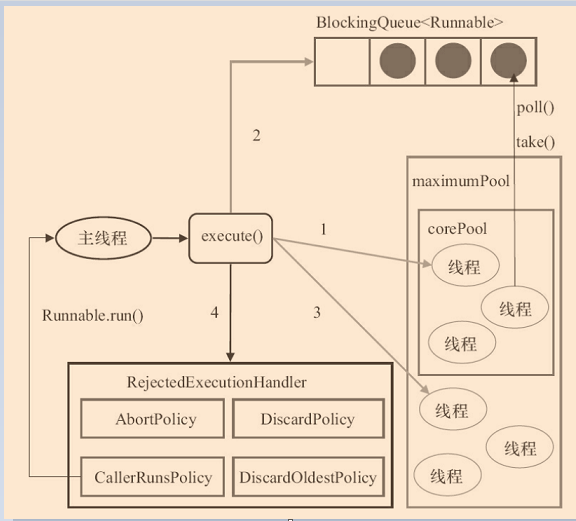 BlockingQueue<Runnable>
poll()
2
take()
maximumPool
corePool
主线程
execute()
1
线程
线程
Runnable.run()
4
3
线程
RejectedExecutionHandler
线程
AbortPolicy
DiscardPolicy
线程
CallerRunsPolicy
DiscardOldestPolicy
线程